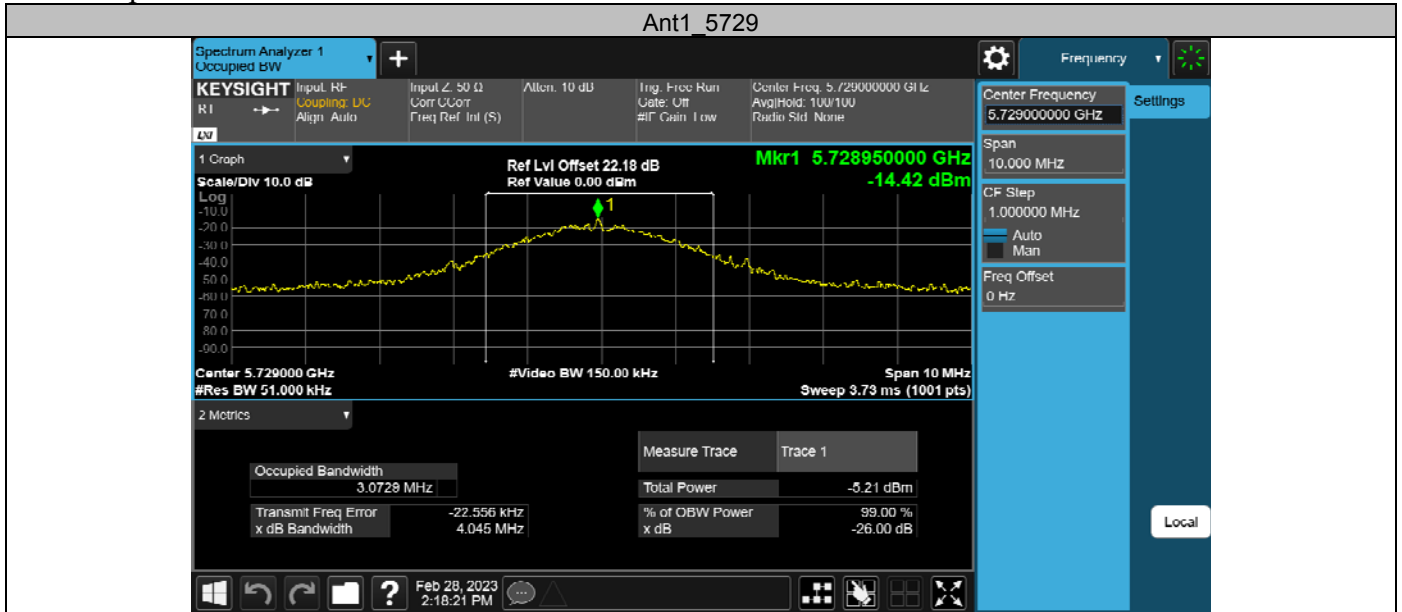 Ant1_5729
Spectrum Analyzer 1
Occupied BW
+
Frequency
KEYSIGHT
Input: RF
Coupling: DC
Align: Auto
Input Z: 50 Ω
Corr CCorr
Freq Ref: Int (S)
Atten: 10 dB
Trig: Free Run
Gate: Off
#IF Gain: Low
Center Freq: 5.729000000 GHz
Avg|Hold: 100/100
Radio Std: None
LXI
Center Frequency
5.729000000 GHz
Settings
Span
10.000 MHz
CF Step
1.000000 MHz
Auto
Man
Freq Offset
0 Hz
1 Graph
Scale/Div 10.0 dB
Ref Lvl Offset 22.18 dB
Ref Value 0.00 dBm
Mkr1 5.728950000 GHz
-14.42 dBm
Log
1
-10.0
-20.0
-30.0
-40.0
-50.0
-60.0
-70.0
-80.0
-90.0
Center 5.729000 GHz
#Res BW 51.000 kHz
#Video BW 150.00 kHz
Span 10 MHz
Sweep 3.73 ms (1001 pts)
2 Metrics
Measure Trace Trace 1
Occupied Bandwidth
3.0729 MHz
Total Power -5.21 dBm
Transmit Freq Error -22.556 kHz
% of OBW Power 99.00 %
x dB Bandwidth 4.045 MHz
x dB -26.00 dB
Local
?
Feb 28, 2023
2:18:21 PM